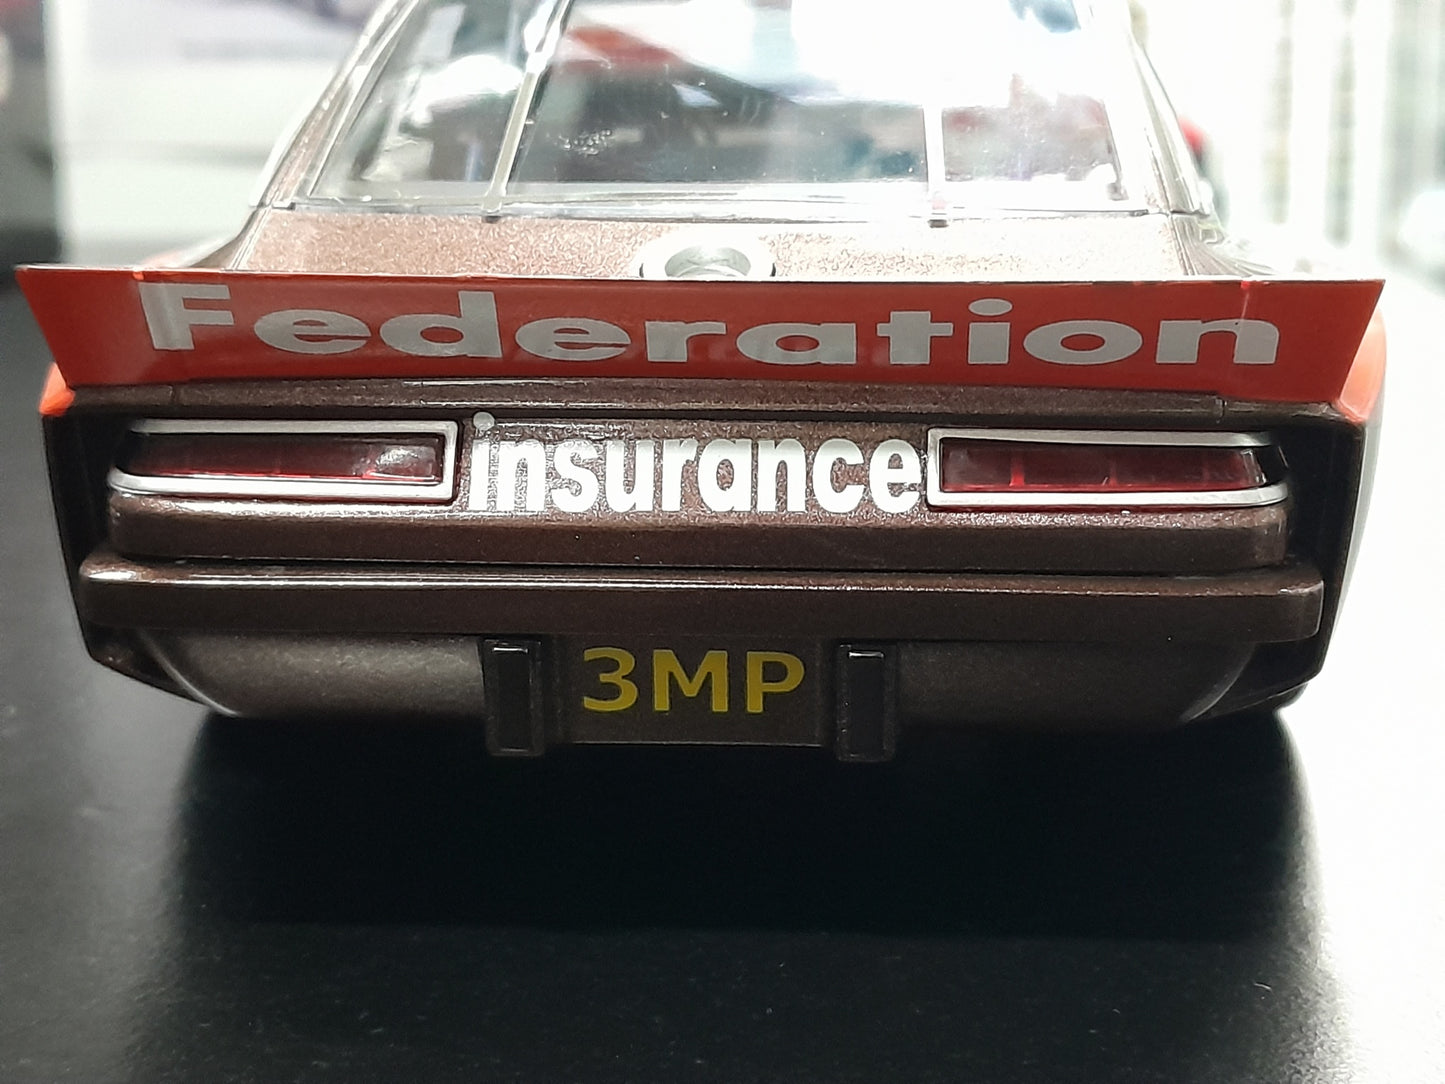 Federation
insurance
3MP